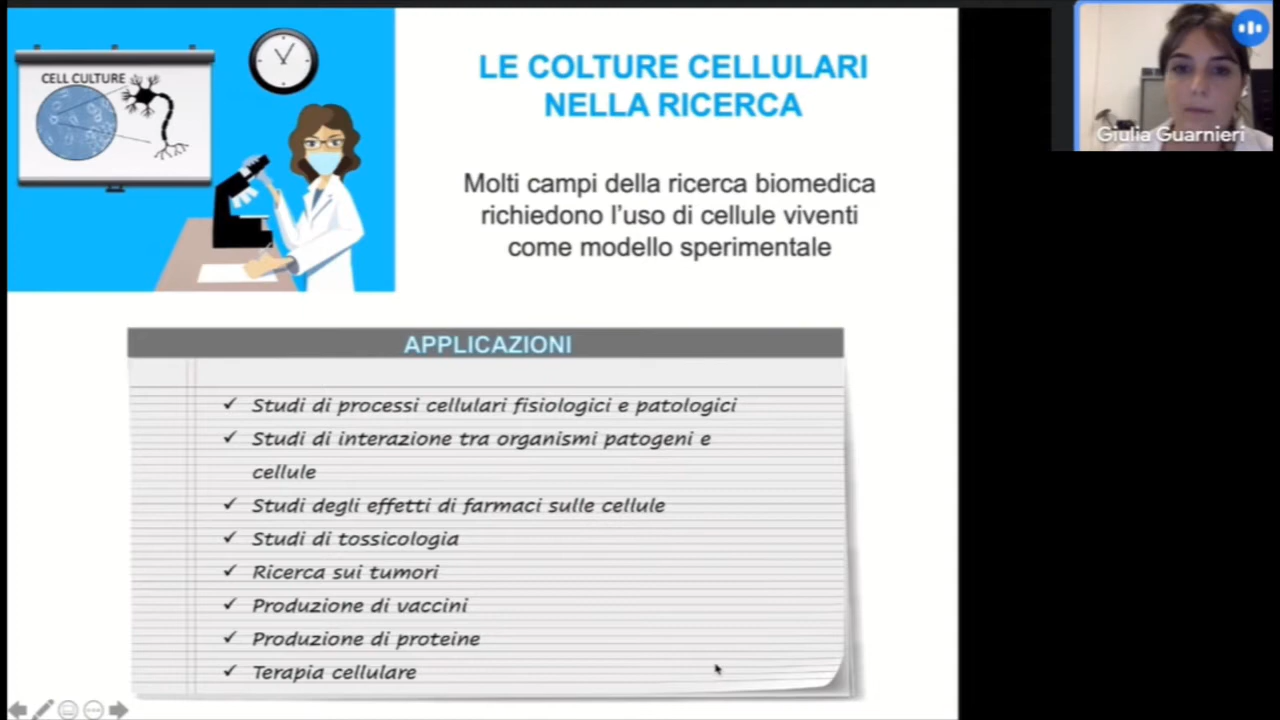 CELL CULTURE
LE COLTURE CELLULARI
NELLA RICERCA
Giulia Guarnieri
Molti campi della ricerca biomedica
richiedono l’uso di cellule viventi
come modello sperimentale
APPLICAZIONI
✓ Studi di processi cellulari fisiologici e patologici
✓ Studi di interazione tra organismi patogeni e
cellule
✓ Studi degli effetti di farmaci sulle cellule
✓ Studi di tossicologia
✓ Ricerca sui tumori
✓ Produzione di vaccini
✓ Produzione di proteine
✓ Terapia cellulare